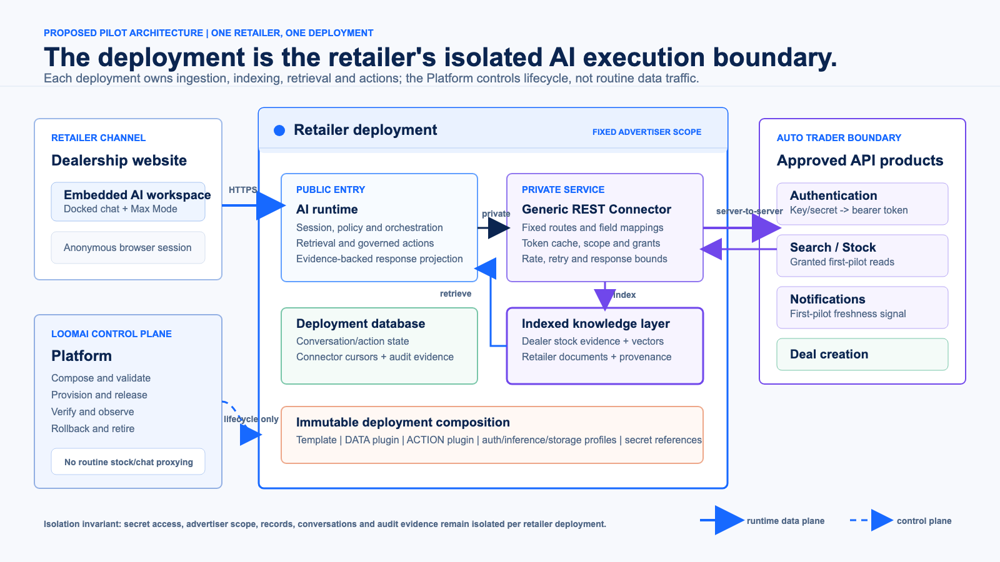 PROPOSED PILOT ARCHITECTURE | ONE RETAILER, ONE DEPLOYMENT
The deployment is the retailer's isolated AI execution boundary.
Each deployment owns ingestion, indexing, retrieval and actions; the Platform controls lifecycle, not routine data traffic.
RETAILER CHANNEL
Dealership website
Embedded AI workspace
Docked chat + Max Mode
Anonymous browser session
HTTPS
LOOMAI CONTROL PLANE
Platform
Compose and validate
Provision and release
Verify and observe
Rollback and retire
No routine stock/chat proxying
lifecycle only
Retailer deployment
FIXED ADVERTISER SCOPE
PUBLIC ENTRY
AI runtime
Session, policy and orchestration
Retrieval and governed actions
Evidence-backed response projection
private
PRIVATE SERVICE
Generic REST Connector
Fixed routes and field mappings
Token cache, scope and grants
Rate, retry and response bounds
retrieve
index
Deployment database
Conversation/action state
Connector cursors + audit evidence
Indexed knowledge layer
Dealer stock evidence + vectors
Retailer documents + provenance
Immutable deployment composition
Template | DATA plugin | ACTION plugin | auth/inference/storage profiles | secret references
server-to-server
AUTO TRADER BOUNDARY
Approved API products
Authentication
Key/secret -> bearer token
Search / Stock
Granted first-pilot reads
Notifications
First-pilot freshness signal
Deal creation
Isolation invariant: secret access, advertiser scope, records, conversations and audit evidence remain isolated per retailer deployment.
runtime data plane
control plane